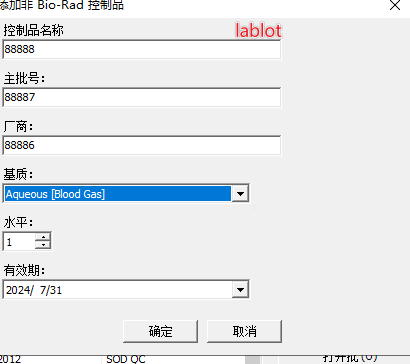 添加非 Bio-Rad 控制品
控制品名称
lablot
88888
主批号：
88887
厂商：
88886
基质：
Aqueous [Blood Gas]
水平：
1
有效期：
2024/ 7/31
确定
取消
2012
SOD QC
打开批(O)